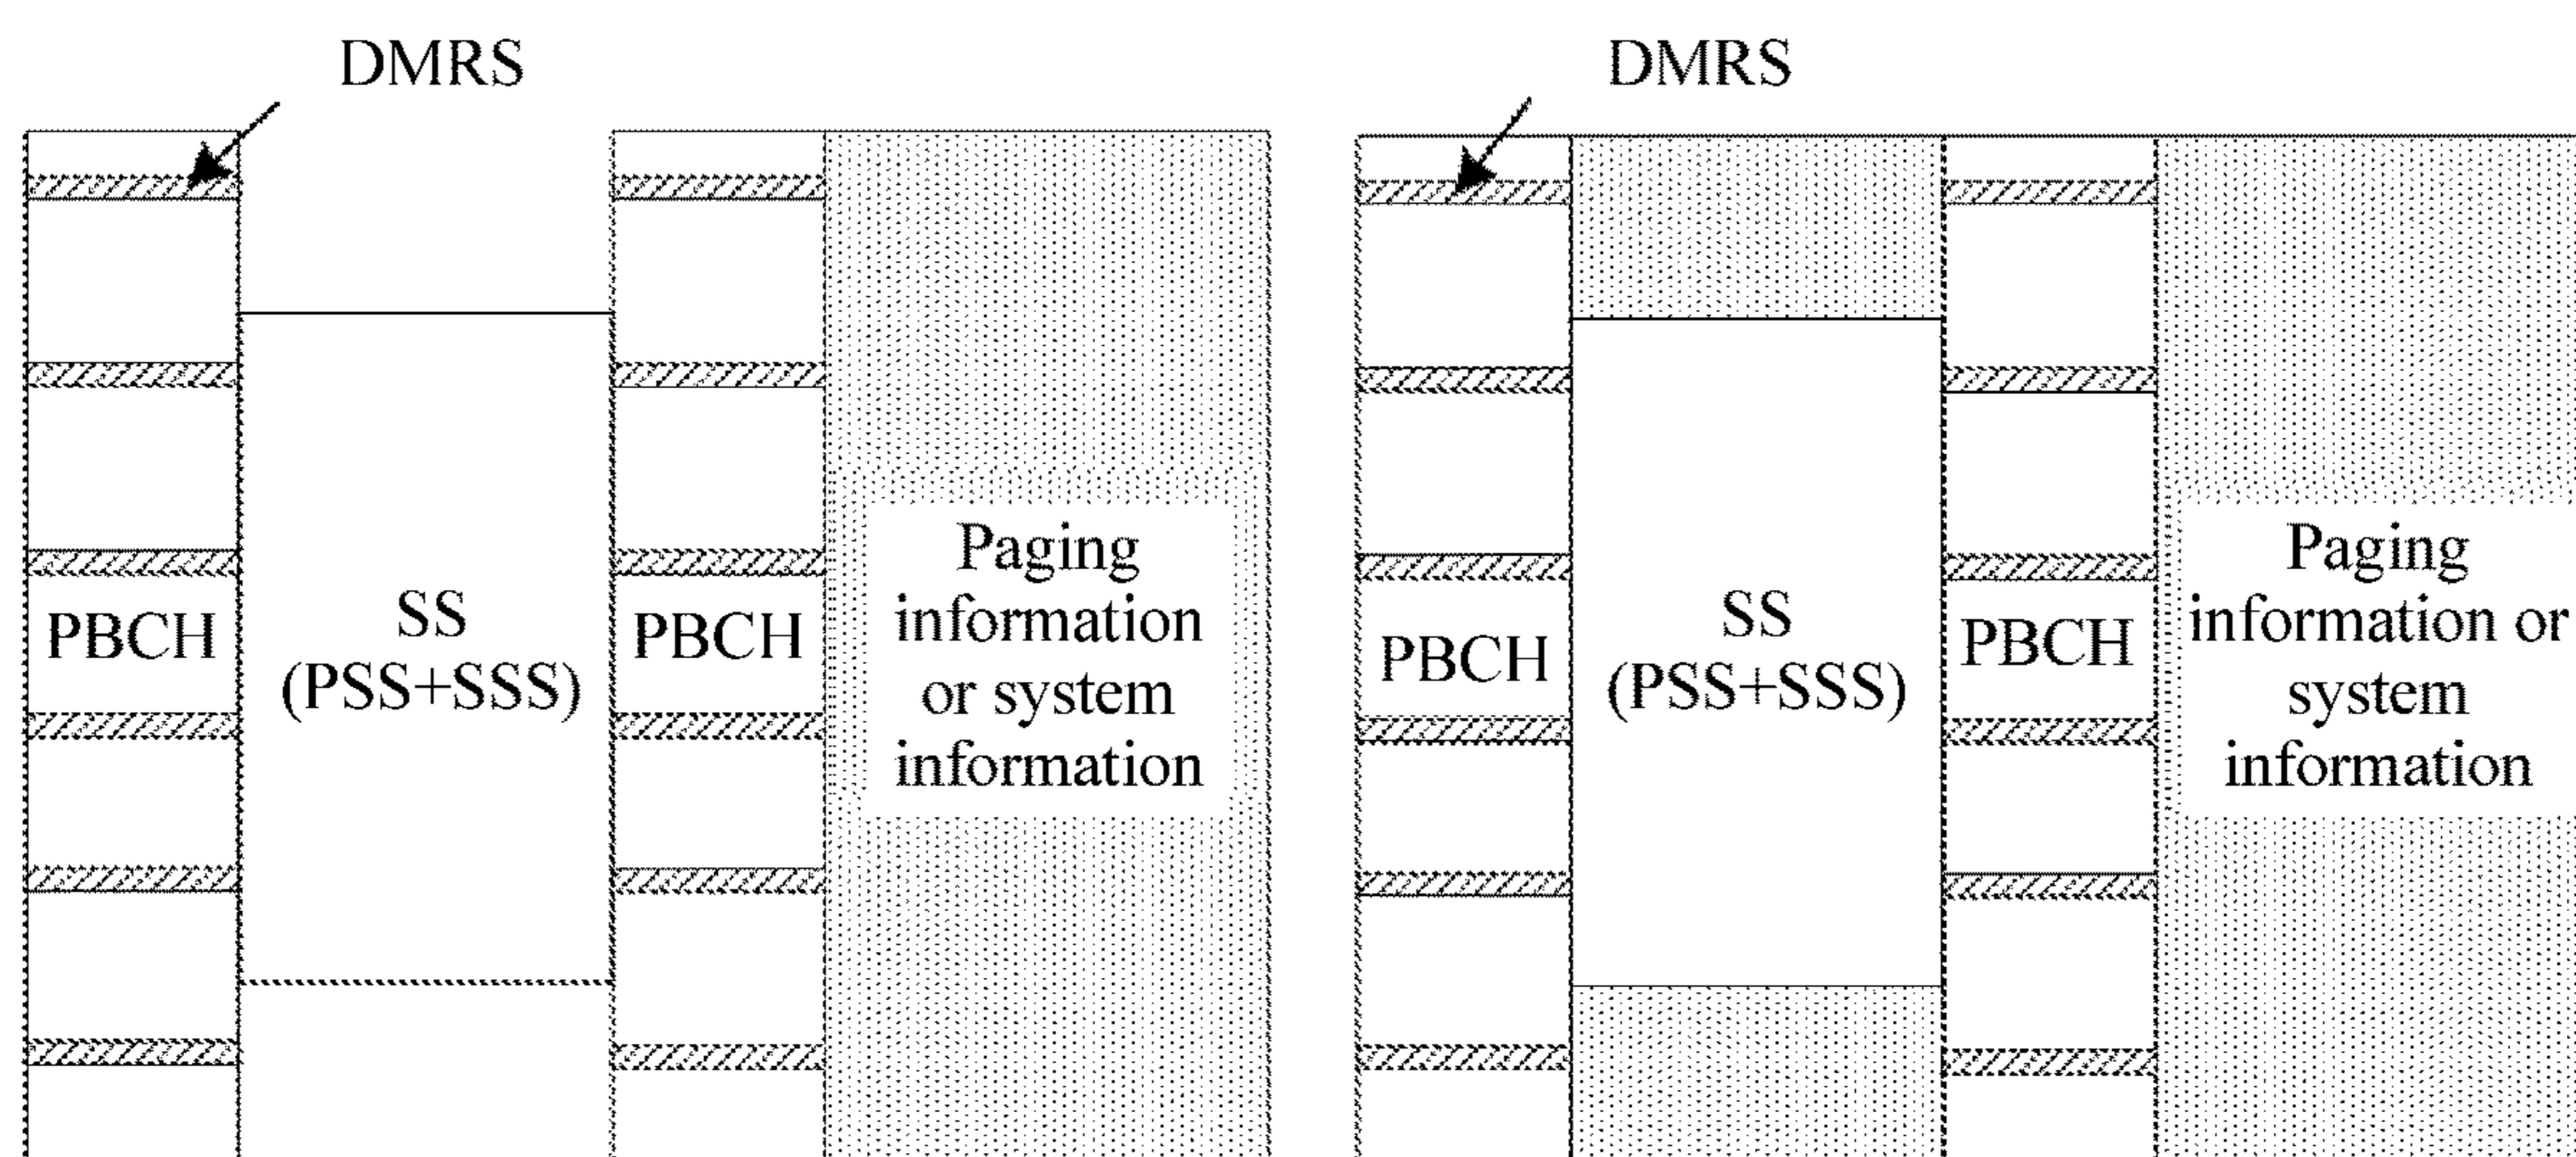 DMRS
PBCH
SS
(PSS+SSS)
PBCH
Paging
information
or system
information
DMRS
PBCH
SS
(PSS+SSS)
PBCH
Paging
information or
system
information